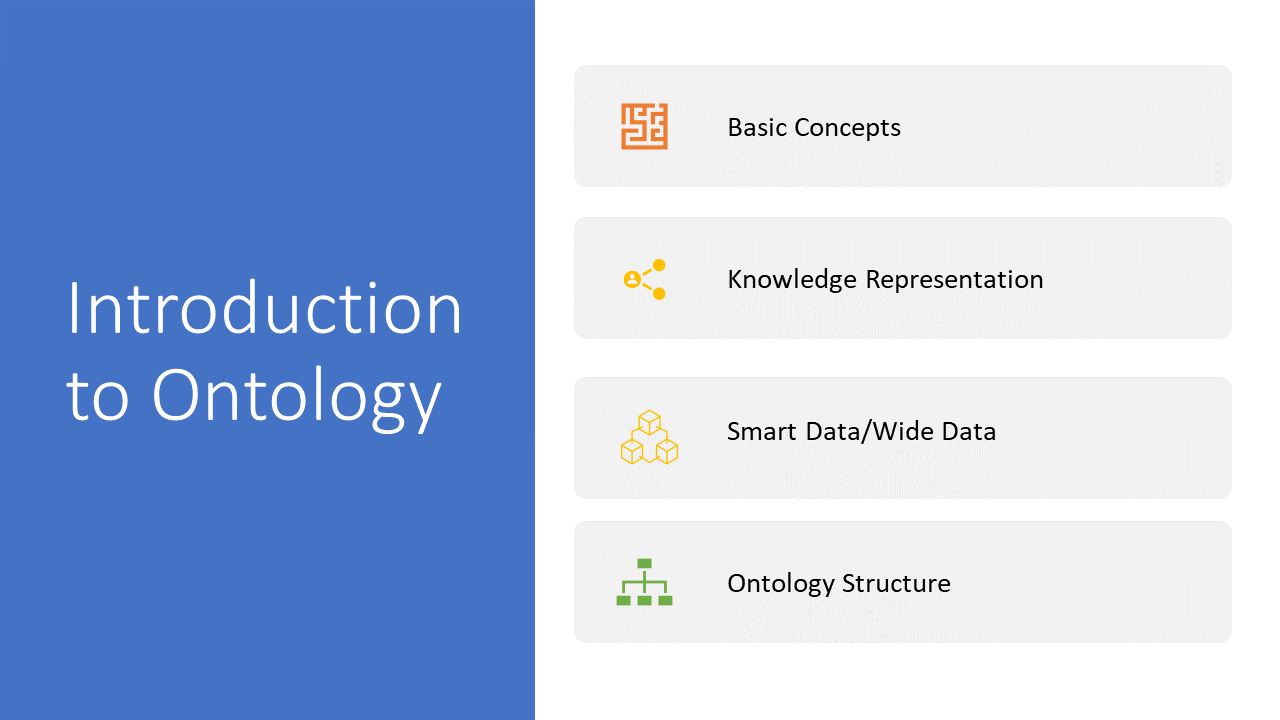 Introduction
to Ontology
Basic Concepts
Knowledge Representation
Smart Data/Wide Data
Ontology Structure